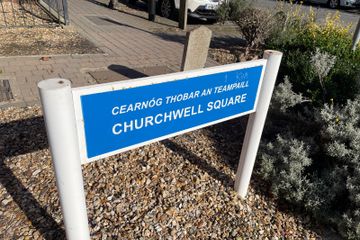 CEARNÓG THOBAR AN TEAMPAILL
CHURCHWELL SQUARE